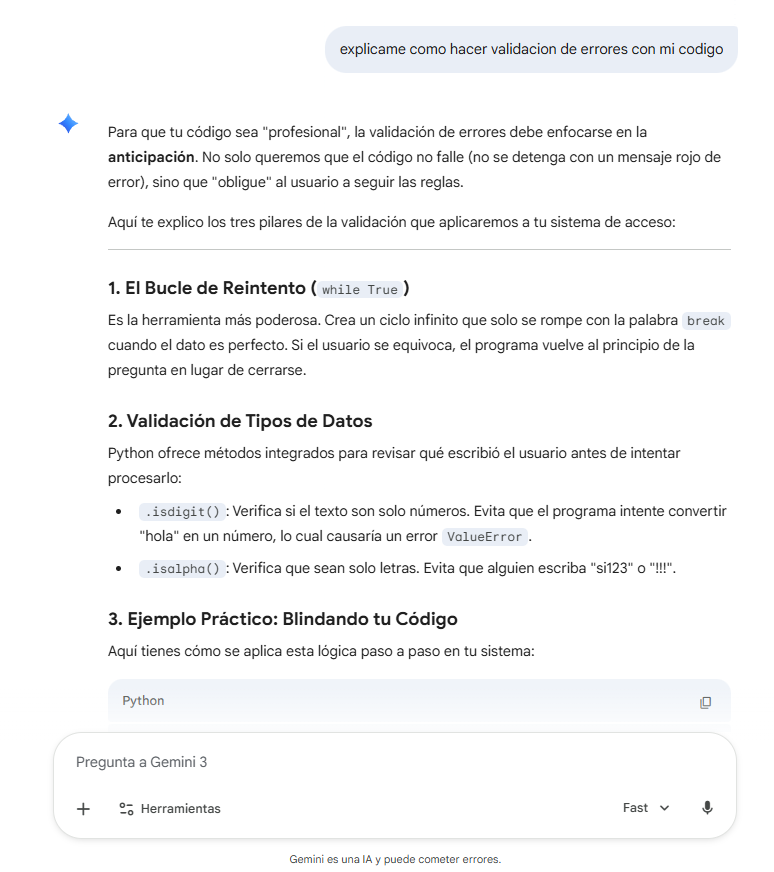 explicame como hacer validacion de errores con mi codigo
Para que tu código sea "profesional", la validación de errores debe enfocarse en la
anticipación. No solo queremos que el código no falle (no se detenga con un mensaje rojo de
error), sino que "obligue" al usuario a seguir las reglas.
Aquí te explico los tres pilares de la validación que aplicaremos a tu sistema de acceso:
1. El Bucle de Reintento ( while True )
Es la herramienta más poderosa. Crea un ciclo infinito que solo se rompe con la palabra break
cuando el dato es perfecto. Si el usuario se equivoca, el programa vuelve al principio de la
pregunta en lugar de cerrarse.
2. Validación de Tipos de Datos
Python ofrece métodos integrados para revisar qué escribió el usuario antes de intentar
procesarlo:
• .isdigit() : Verifica si el texto son solo números. Evita que el programa intente convertir
"hola" en un número, lo cual causaría un error ValueError .
• .isalpha() : Verifica que sean solo letras. Evita que alguien escriba "si123" o "!!!".
3. Ejemplo Práctico: Blindando tu Código
Aquí tienes cómo se aplica esta lógica paso a paso en tu sistema:
Python
Pregunta a Gemini 3
Herramientas
Fast
Gemini es una IA y puede cometer errores.